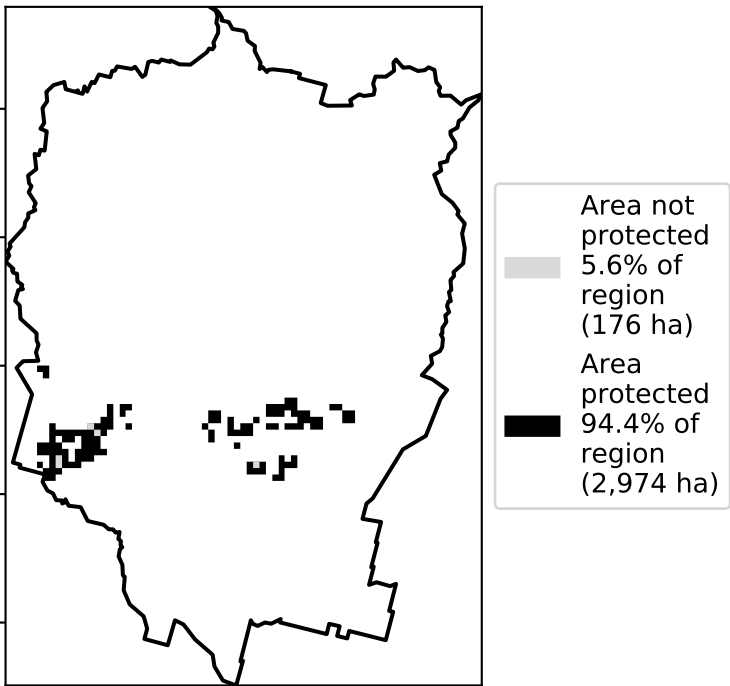 Area not
protected
5.6% of
region
(176 ha)
Area
protected
94.4% of
region
(2,974 ha)